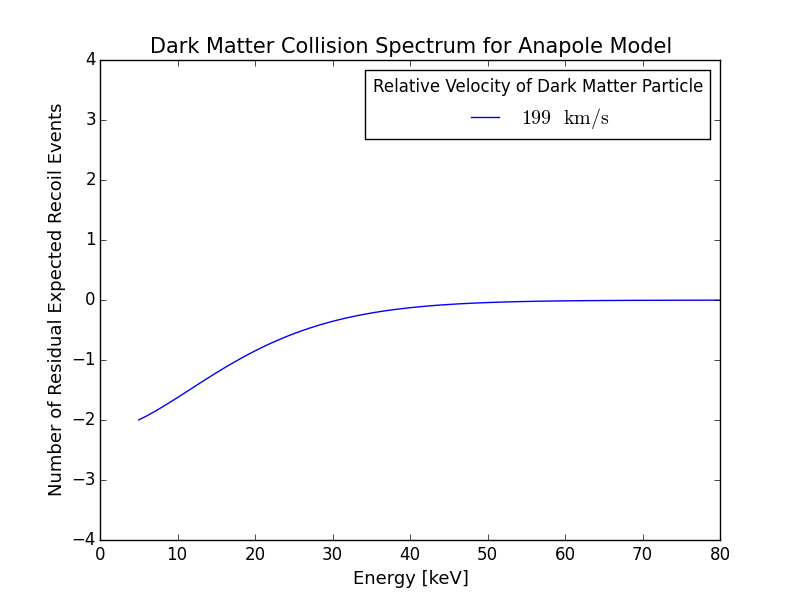 Dark Matter Collision Spectrum for Anapole Model
Relative Velocity of Dark Matter Particle
199 km/s
Number of Residual Expected Recoil Events
4
3
2
1
0
−1
−2
−3
−4
0 10 20 30 40 50 60 70 80
Energy [keV]